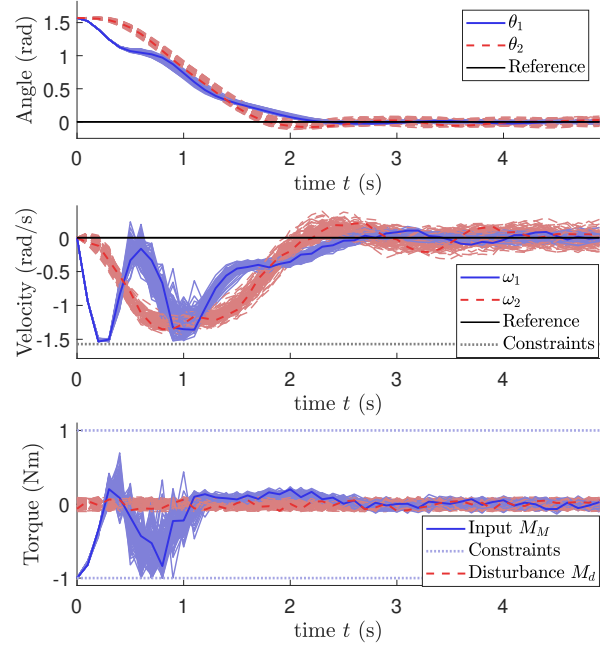 1.5
1
0.5
0
Angle (rad)
θ₁
θ₂
Reference
0 1 2 3 4
time t (s)
0
-0.5
-1
-1.5
Velocity (rad/s)
ω₁
ω₂
Reference
Constraints
0 1 2 3 4
time t (s)
1
0
-1
Torque (Nm)
Input M_M
Constraints
Disturbance M_d
0 1 2 3 4
time t (s)